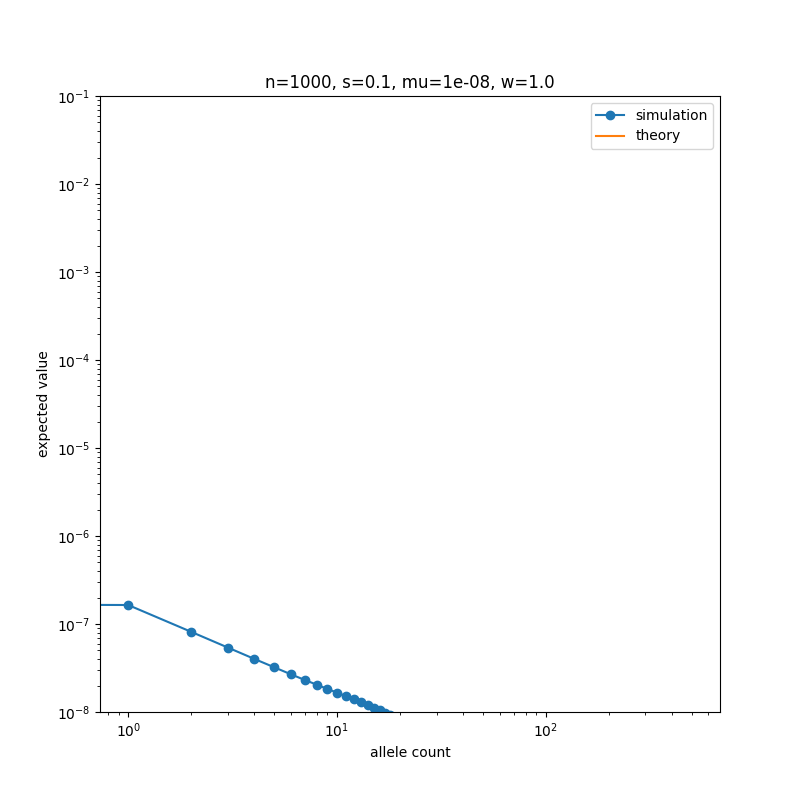 n=1000, s=0.1, mu=1e-08, w=1.0
simulation
theory
expected value
10⁻¹
10⁻²
10⁻³
10⁻⁴
10⁻⁵
10⁻⁶
10⁻⁷
10⁻⁸
10⁰
10¹
10²
allele count